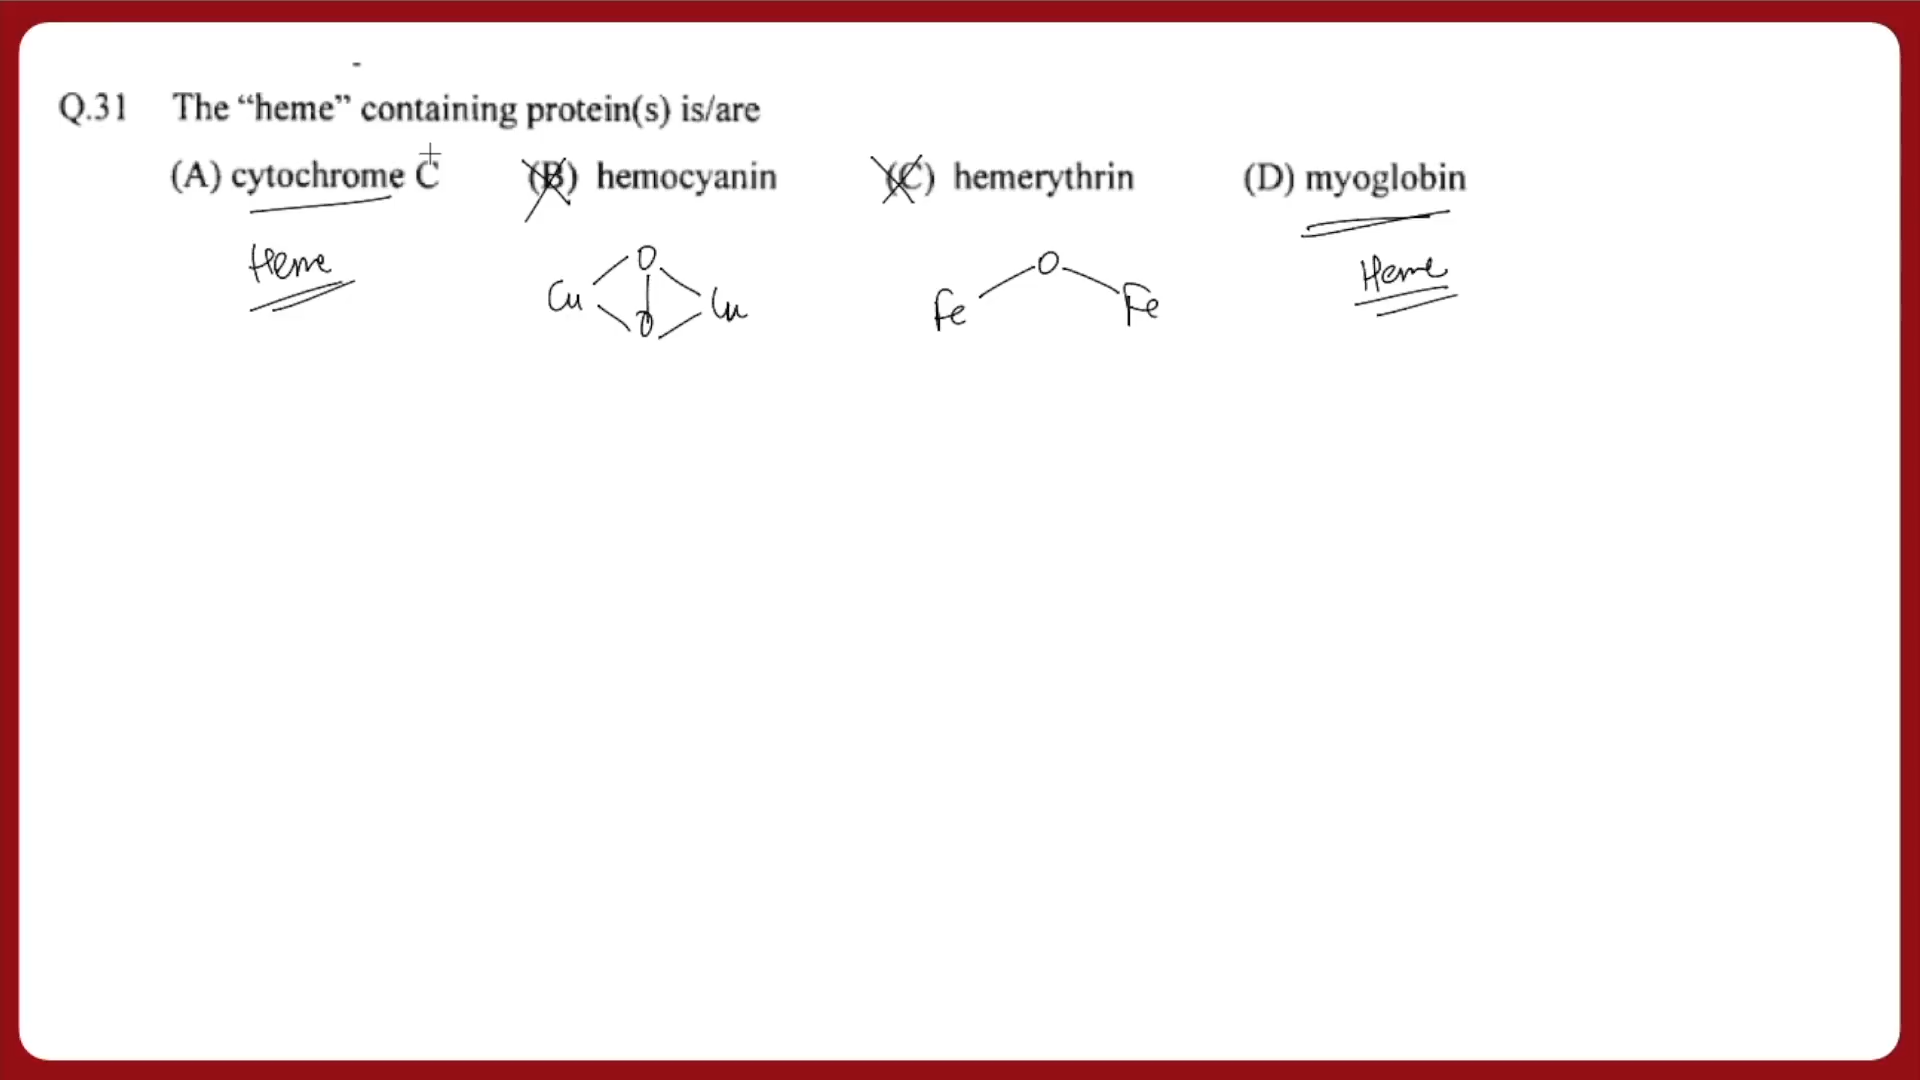 Q.31 The “heme” containing protein(s) is/are
(A) cytochrome C (B) hemocyanin (C) hemerythrin (D) myoglobin
Heme Cu O O Cu Fe O Fe Heme